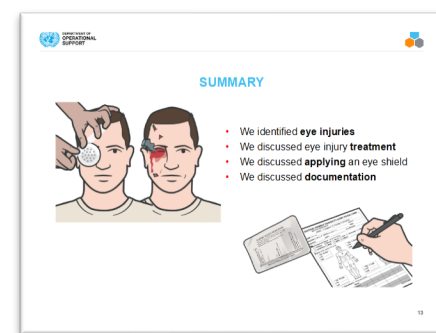 DEPARTMENT OF
OPERATIONAL
SUPPORT
SUMMARY
• We identified eye injuries
• We discussed eye injury treatment
• We discussed applying an eye shield
• We discussed documentation
13